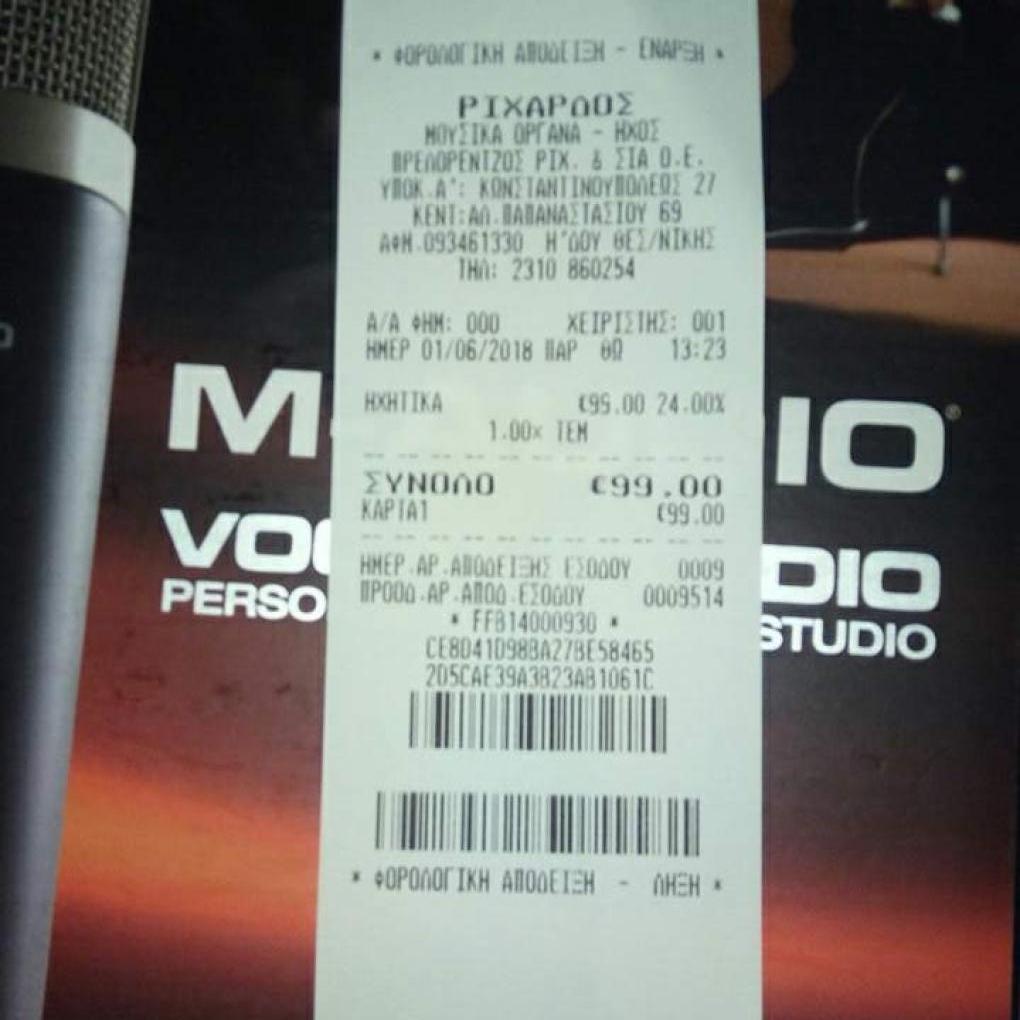 * ΦΟΡΟΛΟΓΙΚΗ ΑΠΟΔΕΙΞΗ - ΕΝΑΡΞΗ *
ΡΙΧΑΡΔΟΣ
ΜΟΥΣΙΚΑ ΟΡΓΑΝΑ - ΗΧΟΣ
ΠΡΕΛΟΡΕΝΤΖΟΣ ΡΙΧ. & ΣΙΑ Ο.Ε.
ΥΠΟΚ.Α': ΚΩΝΣΤΑΝΤΙΝΟΥΠΟΛΕΩΣ 27
ΚΕΝΤ:ΑΛ.ΠΑΠΑΝΑΣΤΑΣΙΟΥ 69
ΑΦΜ.093461330 Η'ΔΟΥ ΘΕΣ/ΝΙΚΗΣ
ΤΗΛ: 2310 860254
Α/Α ΦΗΜ: 000 ΧΕΙΡΙΣΤΗΣ: 001
ΗΜΕΡ 01/06/2018 ΠΑΡ ΘΩ 13:23
ΗΧΗΤΙΚΑ €99.00 24.00%
1.00x ΤΕΜ
ΣΥΝΟΛΟ €99.00
ΚΑΡΤΑ1 €99.00
ΗΜΕΡ.ΑΡ.ΑΠΟΔΕΙΞΗΣ ΕΣΟΔΟΥ 0009
ΠΡΟΟΔ.ΑΡ.ΑΠΟΔ.ΕΣΟΔΟΥ 0009514
* FFB14000930 *
CE8D41D98BA27BE58465
2D5CAE39A3B23AB1061C
* ΦΟΡΟΛΟΓΙΚΗ ΑΠΟΔΕΙΞΗ - ΛΗΞΗ *
M- IO
VOC DIO
PERSO STUDIO